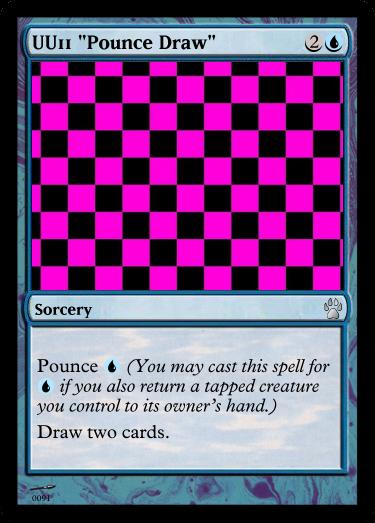 UU11 "Pounce Draw" 2
Sorcery
Pounce (You may cast this spell for
if you also return a tapped creature
you control to its owner's hand.)
Draw two cards.
0091